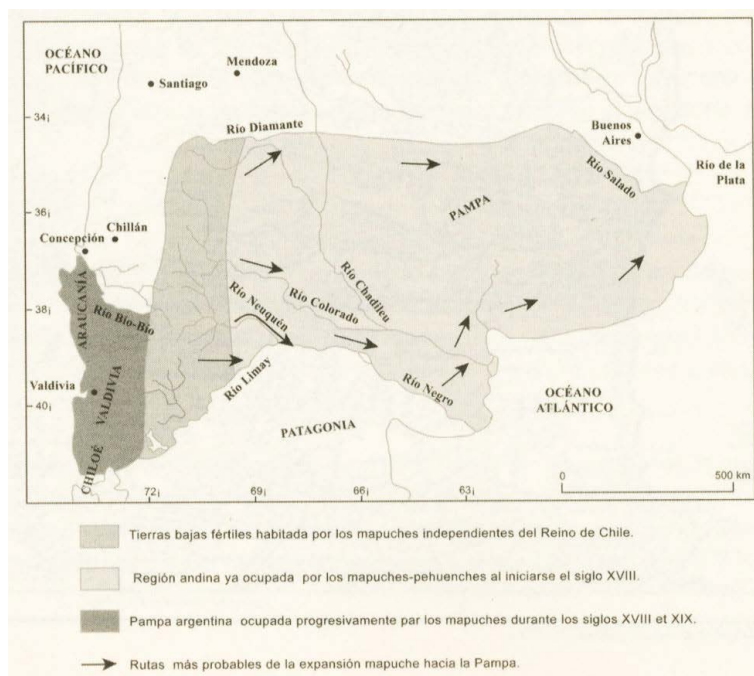 OCÉANO
PACÍFICO
Mendoza
Santiago
34¡
Río Diamante
Buenos
Aires
Río de la
Plata
Río Salado
PAMPA
36¡
Chillán
Concepción
ARAUCANÍA
Río Bío-Bío
38¡
Río Chadileu
Río Colorado
Río Neuquén
Río Limay
Río Negro
Valdivia
VALDIVIA
40¡
CHILOÉ
PATAGONIA
OCÉANO
ATLÁNTICO
0
500 km
72¡
69¡
66¡
63¡
Tierras bajas fértiles habitada por los mapuches independientes del Reino de Chile.
Región andina ya ocupada por los mapuches-pehuenches al iniciarse el siglo XVIII.
Pampa argentina ocupada progresivamente par los mapuches durante los siglos XVIII et XIX.
Rutas más probables de la expansión mapuche hacia la Pampa.